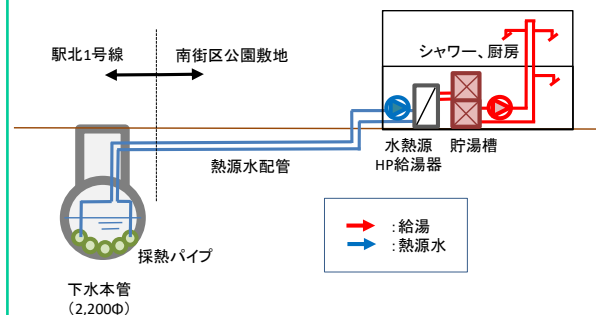 駅北1号線
南街区公園敷地
シャワー、厨房
水熱源
HP給湯器
貯湯槽
熱源水配管
採熱パイプ
:給湯
:熱源水
下水本管
(2,200Φ)